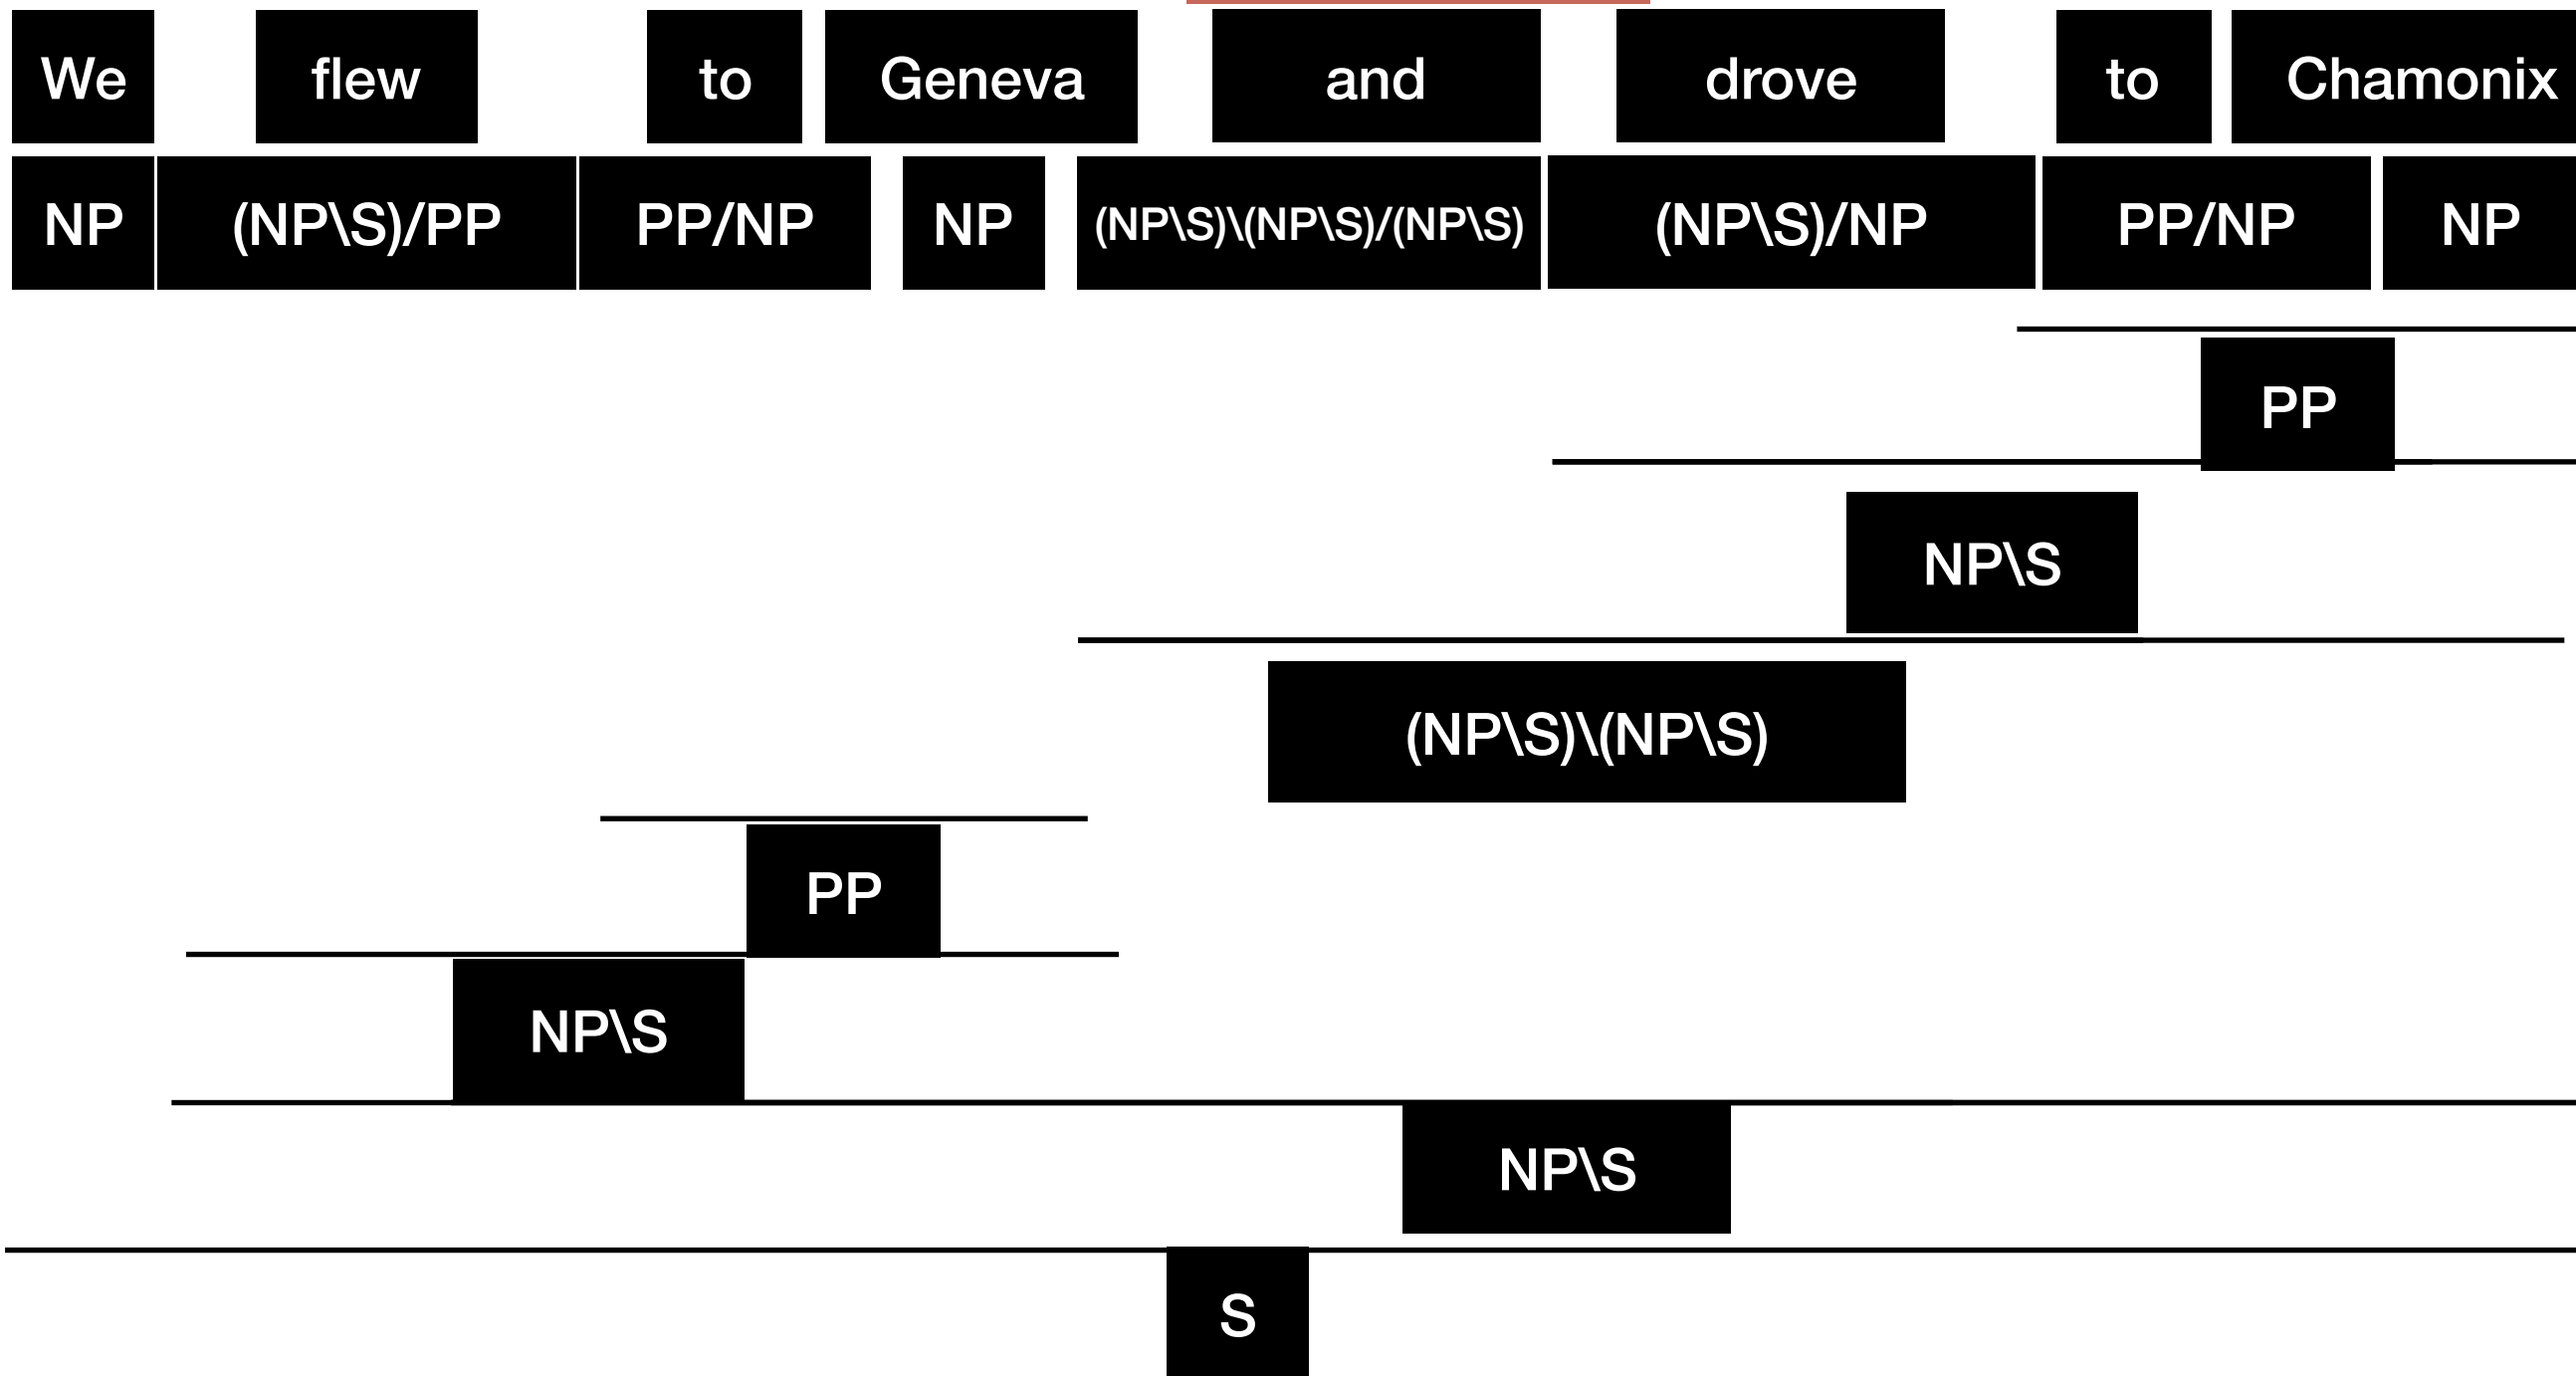 We flew to Geneva and drove to Chamonix
NP (NP\S)/PP PP/NP NP (NP\S)\(NP\S)/(NP\S) (NP\S)/NP PP/NP NP
PP
NP\S
(NP\S)\(NP\S)
PP
NP\S
NP\S
S